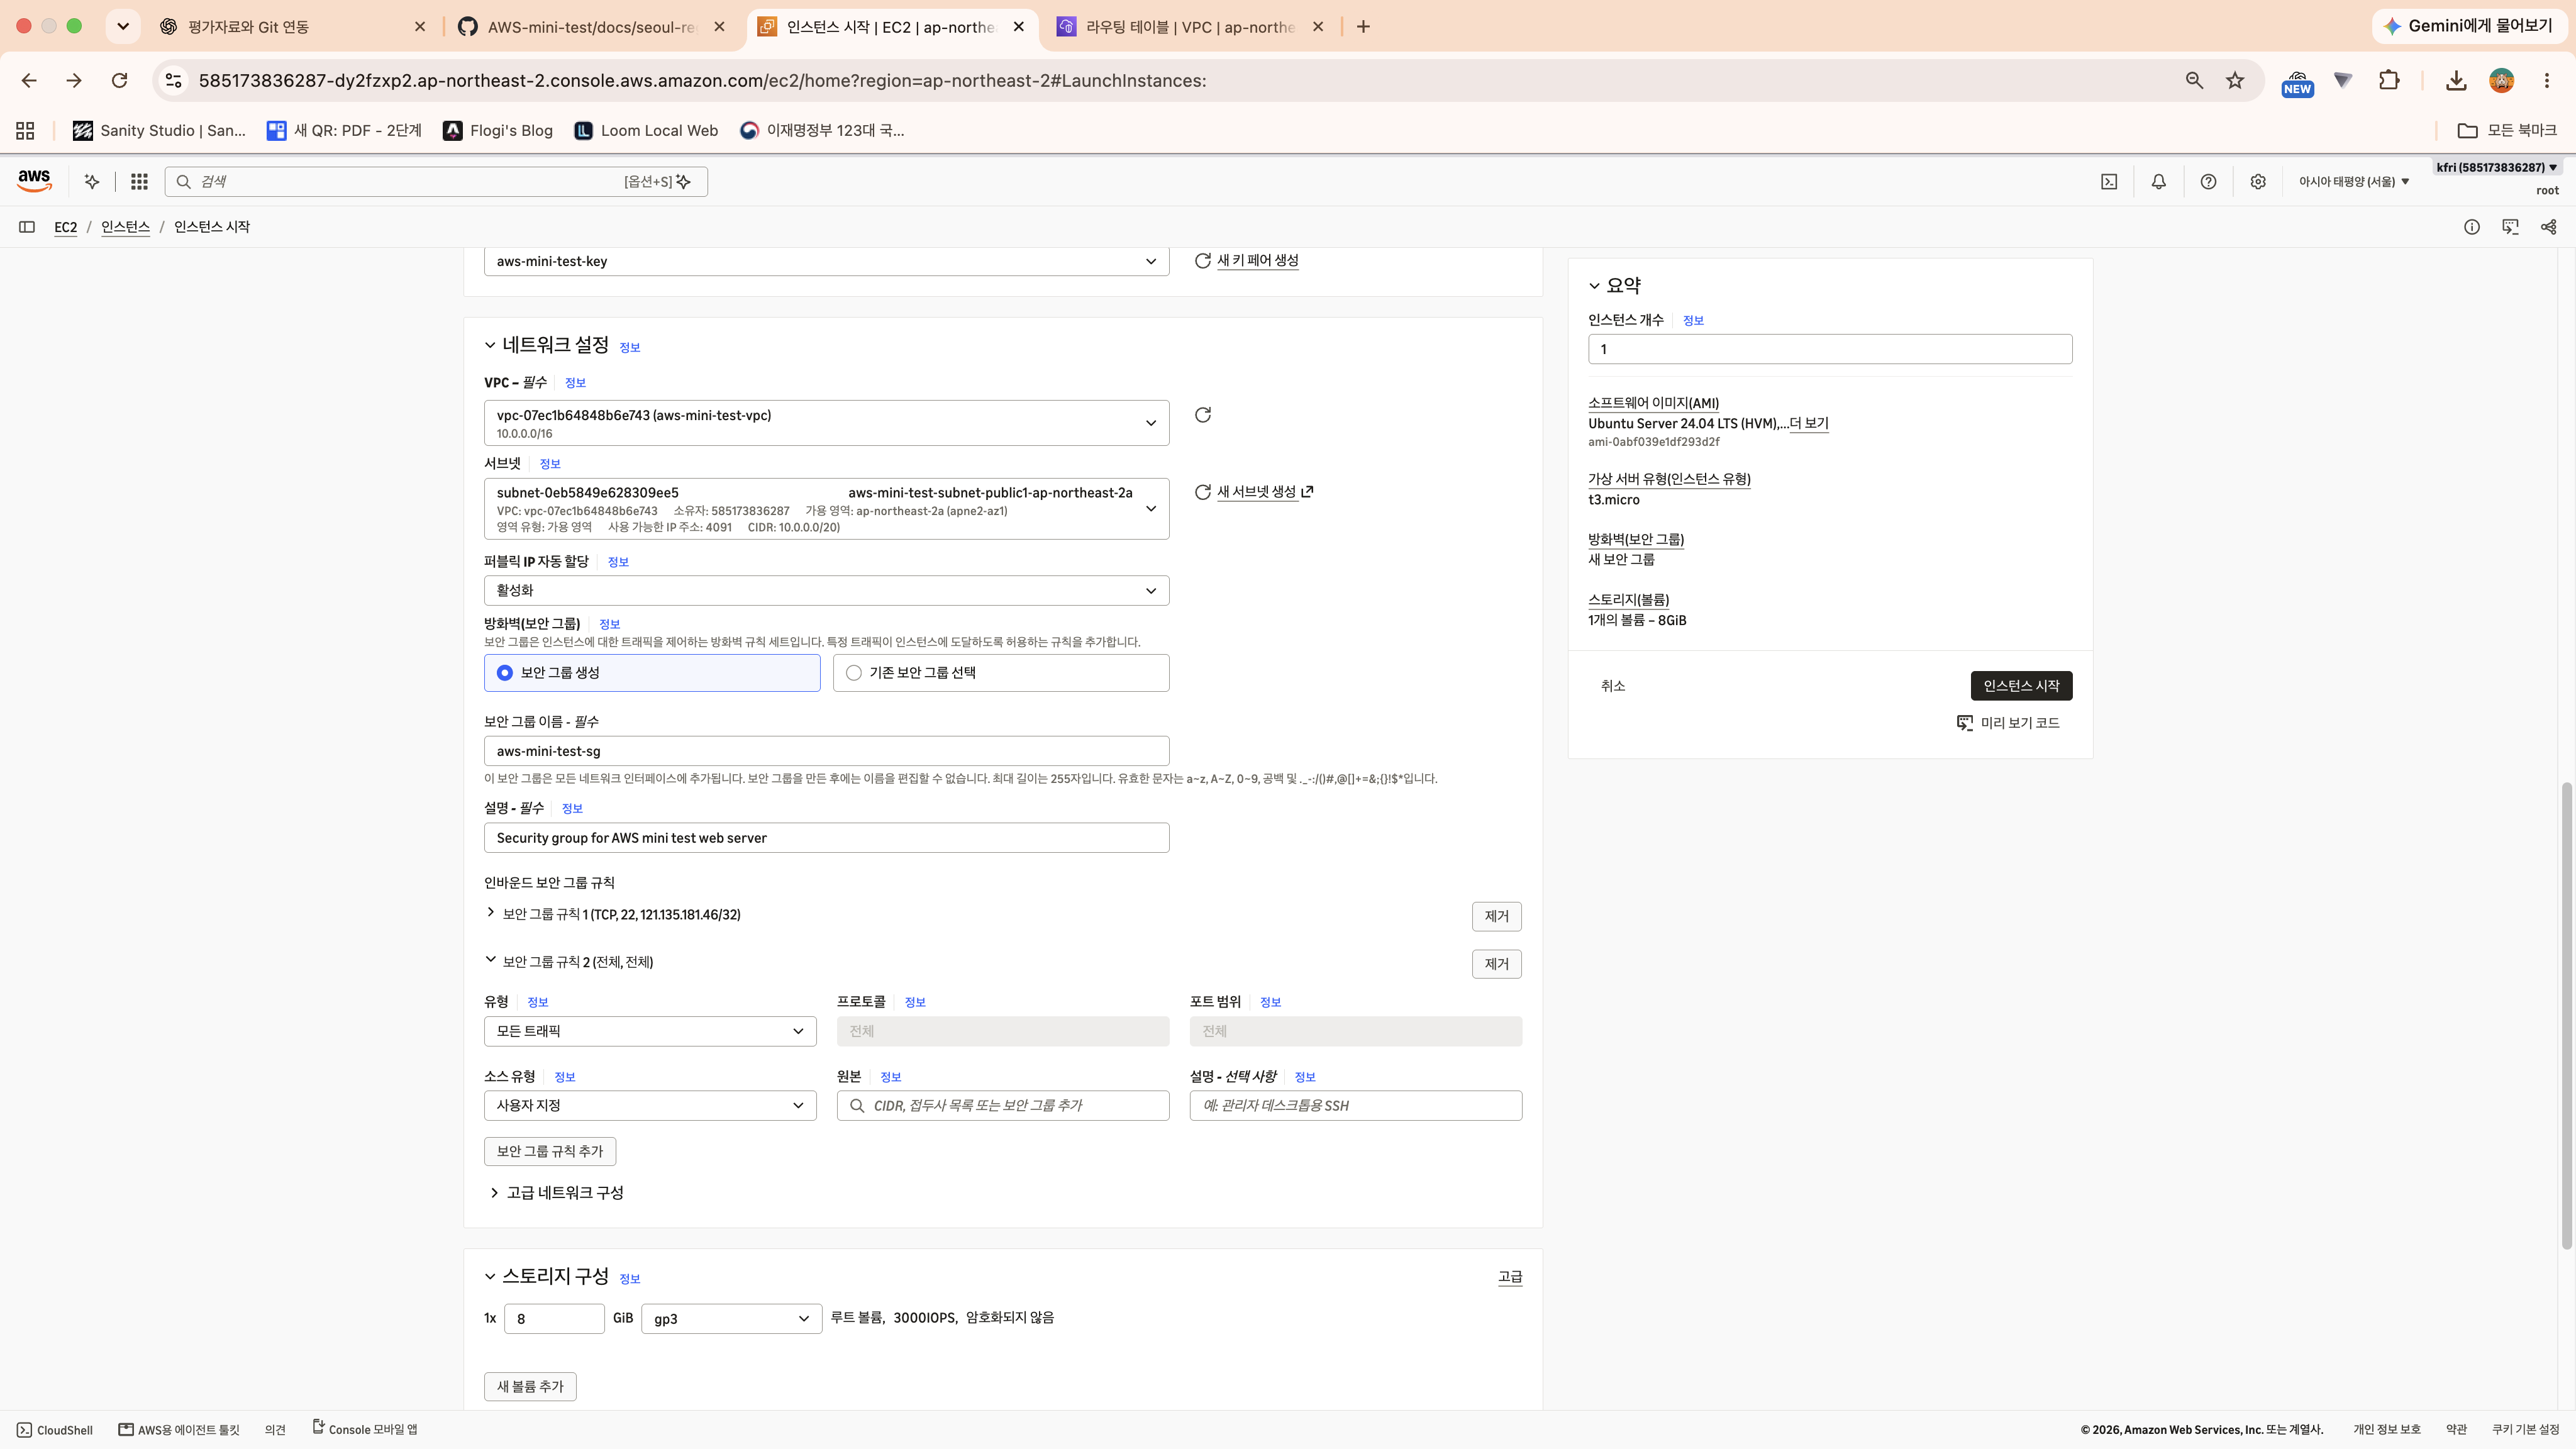 평가자료와 Git 연동
AWS-mini-test/docs/seoul-re
인스턴스 시작 | EC2 | ap-northe
라우팅 테이블 | VPC | ap-northe
Gemini에게 물어보기
585173836287-dy2fzxp2.ap-northeast-2.console.aws.amazon.com/ec2/home?region=ap-northeast-2#LaunchInstances:
NEW
Sanity Studio | San...
새 QR: PDF - 2단계
Flogi's Blog
Loom Local Web
이재명정부 123대 국...
모든 북마크
aws
검색
[옵션+S]
아시아 태평양 (서울)
kfri (585173836287)
root
EC2 / 인스턴스 / 인스턴스 시작
aws-mini-test-key
새 키 페어 생성
네트워크 설정 정보
VPC – 필수 정보
vpc-07ec1b64848b6e743 (aws-mini-test-vpc)
10.0.0.0/16
서브넷 정보
subnet-0eb5849e628309ee5 aws-mini-test-subnet-public1-ap-northeast-2a
VPC: vpc-07ec1b64848b6e743 소유자: 585173836287 가용 영역: ap-northeast-2a (apne2-az1)
영역 유형: 가용 영역 사용 가능한 IP 주소: 4091 CIDR: 10.0.0.0/20)
새 서브넷 생성
퍼블릭 IP 자동 할당 정보
활성화
방화벽(보안 그룹) 정보
보안 그룹은 인스턴스에 대한 트래픽을 제어하는 방화벽 규칙 세트입니다. 특정 트래픽이 인스턴스에 도달하도록 허용하는 규칙을 추가합니다.
보안 그룹 생성
기존 보안 그룹 선택
보안 그룹 이름 - 필수
aws-mini-test-sg
이 보안 그룹은 모든 네트워크 인터페이스에 추가됩니다. 보안 그룹을 만든 후에는 이름을 편집할 수 없습니다. 최대 길이는 255자입니다. 유효한 문자는 a~z, A~Z, 0~9, 공백 및 ._-:/()#,@[]+=&;{}!$*입니다.
설명 - 필수 정보
Security group for AWS mini test web server
인바운드 보안 그룹 규칙
보안 그룹 규칙 1 (TCP, 22, 121.135.181.46/32)
제거
보안 그룹 규칙 2 (전체, 전체)
제거
유형 정보
프로토콜 정보
포트 범위 정보
모든 트래픽
전체
전체
소스 유형 정보
원본 정보
설명 - 선택 사항 정보
사용자 지정
CIDR, 접두사 목록 또는 보안 그룹 추가
예: 관리자 데스크톱용 SSH
보안 그룹 규칙 추가
고급 네트워크 구성
스토리지 구성 정보
고급
1x 8 GiB gp3 루트 볼륨, 3000IOPS, 암호화되지 않음
새 볼륨 추가
요약
인스턴스 개수 정보
1
소프트웨어 이미지(AMI)
Ubuntu Server 24.04 LTS (HVM),...더 보기
ami-0abf039e1df293d2f
가상 서버 유형(인스턴스 유형)
t3.micro
방화벽(보안 그룹)
새 보안 그룹
스토리지(볼륨)
1개의 볼륨 – 8GiB
취소
인스턴스 시작
미리 보기 코드
CloudShell
AWS용 에이전트 툴킷
의견
Console 모바일 앱
© 2026, Amazon Web Services, Inc. 또는 계열사.
개인 정보 보호
약관
쿠키 기본 설정